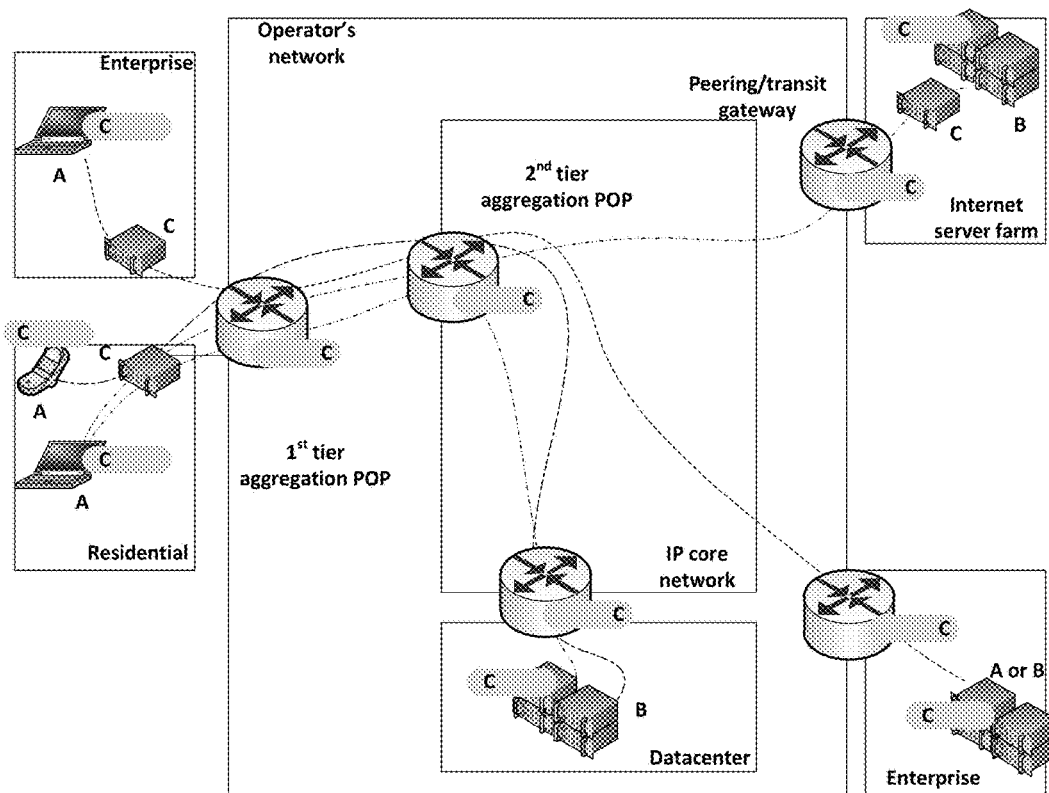 Operator's
network
Enterprise
C
A
C
C
C
A
C
A
Residential
1st tier
aggregation POP
C
2nd tier
aggregation POP
C
Peering/transit
gateway
C
C
C
B
Internet
server farm
IP core
network
C
C
B
Datacenter
C
A or B
C
Enterprise